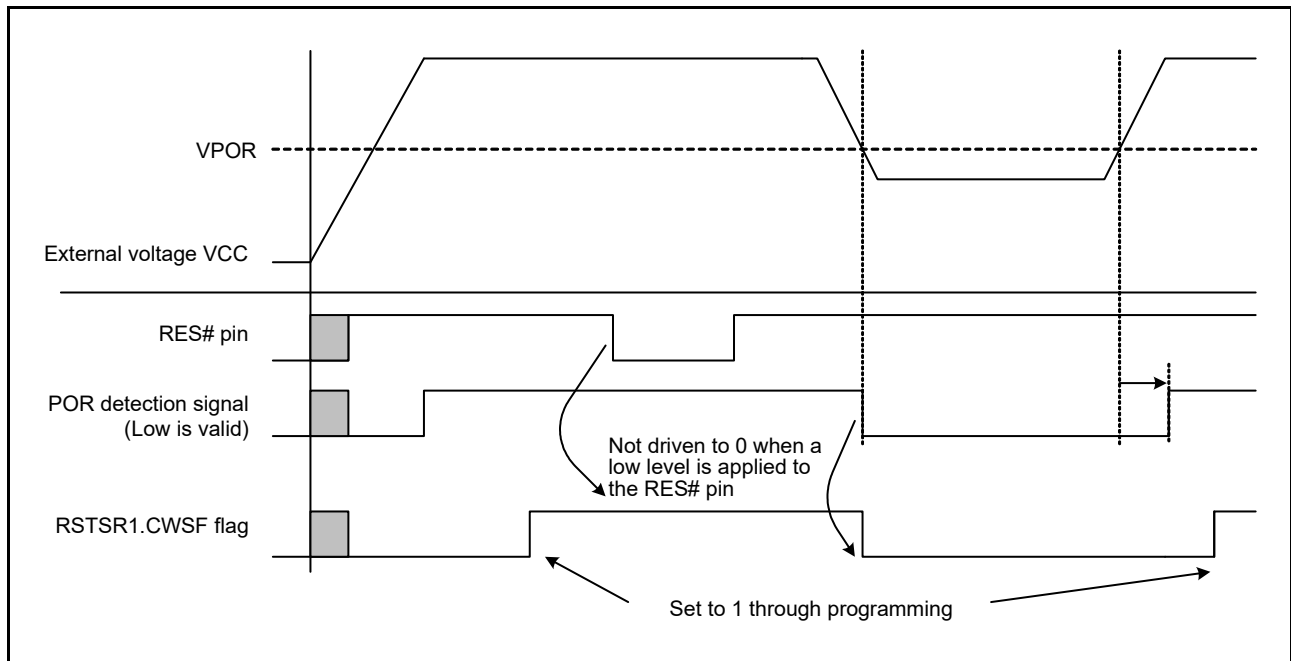 VPOR
External voltage VCC
RES# pin
POR detection signal
(Low is valid)
Not driven to 0 when a
low level is applied to
the RES# pin
RSTSR1.CWSF flag
Set to 1 through programming